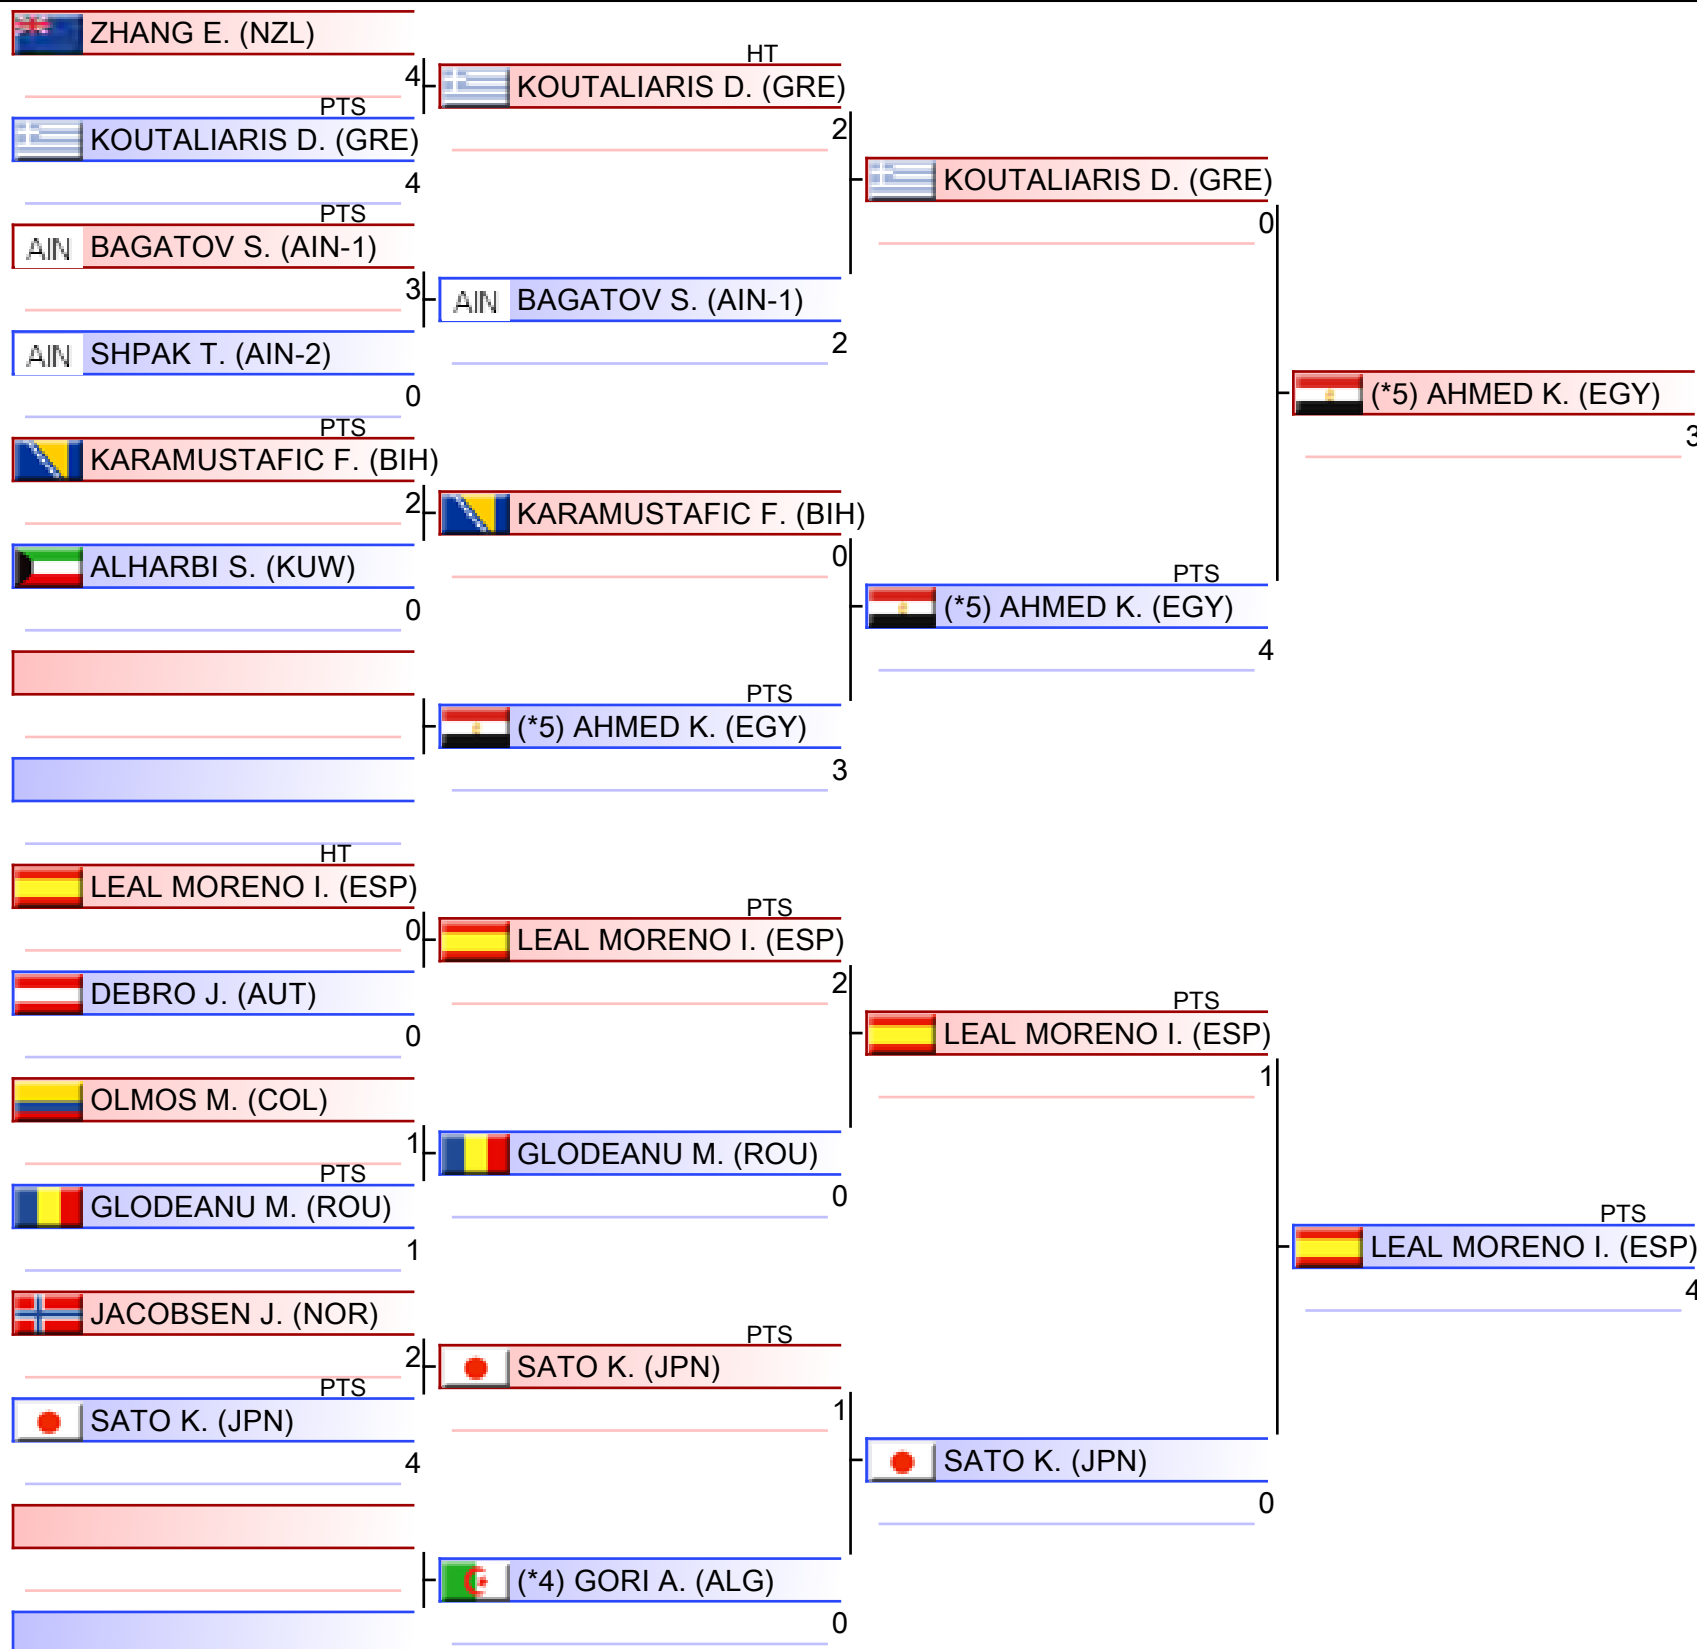 ZHANG E. (NZL)
4
PTS
KOUTALIARIS D. (GRE)
4
PTS
AIN BAGATOV S. (AIN-1)
3
AIN SHPAK T. (AIN-2)
0
PTS
KARAMUSTAFIC F. (BIH)
2
ALHARBI S. (KUW)
0
HT
LEAL MORENO I. (ESP)
0
DEBRO J. (AUT)
0
OLMOS M. (COL)
1
PTS
GLODEANU M. (ROU)
1
JACOBSEN J. (NOR)
2
PTS
SATO K. (JPN)
4
HT
KOUTALIARIS D. (GRE)
2
AIN BAGATOV S. (AIN-1)
2
KARAMUSTAFIC F. (BIH)
0
PTS
(*5) AHMED K. (EGY)
3
PTS
LEAL MORENO I. (ESP)
2
GLODEANU M. (ROU)
0
PTS
SATO K. (JPN)
1
(*4) GORI A. (ALG)
0
KOUTALIARIS D. (GRE)
0
PTS
(*5) AHMED K. (EGY)
4
PTS
LEAL MORENO I. (ESP)
1
SATO K. (JPN)
0
(*5) AHMED K. (EGY)
3
PTS
LEAL MORENO I. (ESP)
4